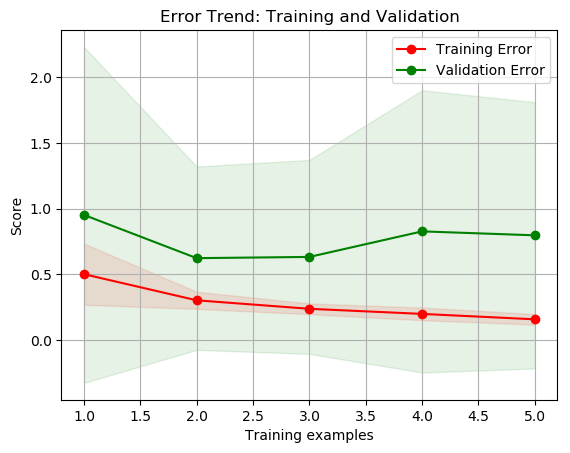 Error Trend: Training and Validation
Training Error
Validation Error
Score
2.0
1.5
1.0
0.5
0.0
1.0 1.5 2.0 2.5 3.0 3.5 4.0 4.5 5.0
Training examples